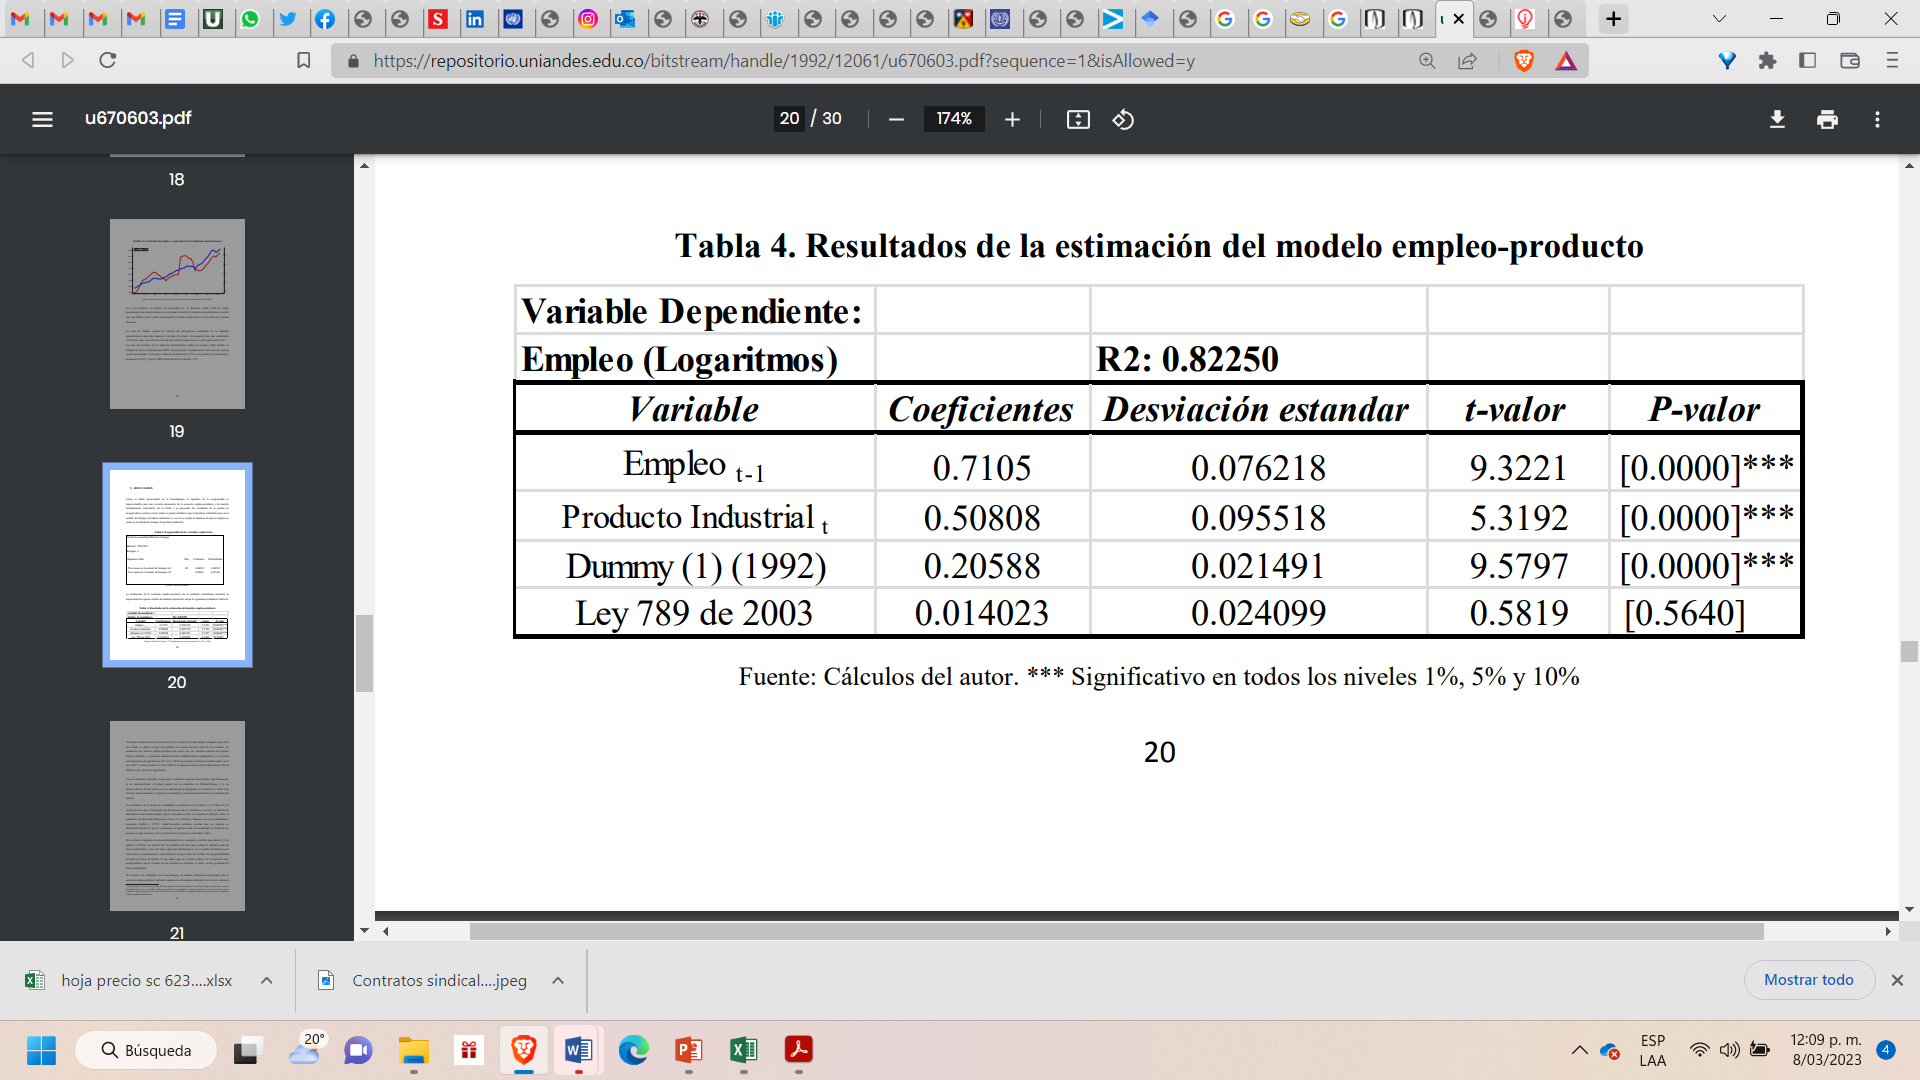 https://repositorio.uniandes.edu.co/bitstream/handle/1992/12061/u670603.pdf?sequence=1&isAllowed=y
u670603.pdf
20 / 30
174%
18
19
20
21
Tabla 4. Resultados de la estimación del modelo empleo-producto
Variable Dependiente:
Empleo (Logaritmos) R2: 0.82250
Variable Coeficientes Desviación estandar t-valor P-valor
Empleo t-1 0.7105 0.076218 9.3221 [0.0000]***
Producto Industrial t 0.50808 0.095518 5.3192 [0.0000]***
Dummy (1) (1992) 0.20588 0.021491 9.5797 [0.0000]***
Ley 789 de 2003 0.014023 0.024099 0.5819 [0.5640]
Fuente: Cálculos del autor. *** Significativo en todos los niveles 1%, 5% y 10%
20
hoja precio sc 623....xlsx
Contratos sindical....jpeg
Mostrar todo
20°
Búsqueda
ESP
LAA
12:09 p. m.
8/03/2023
4